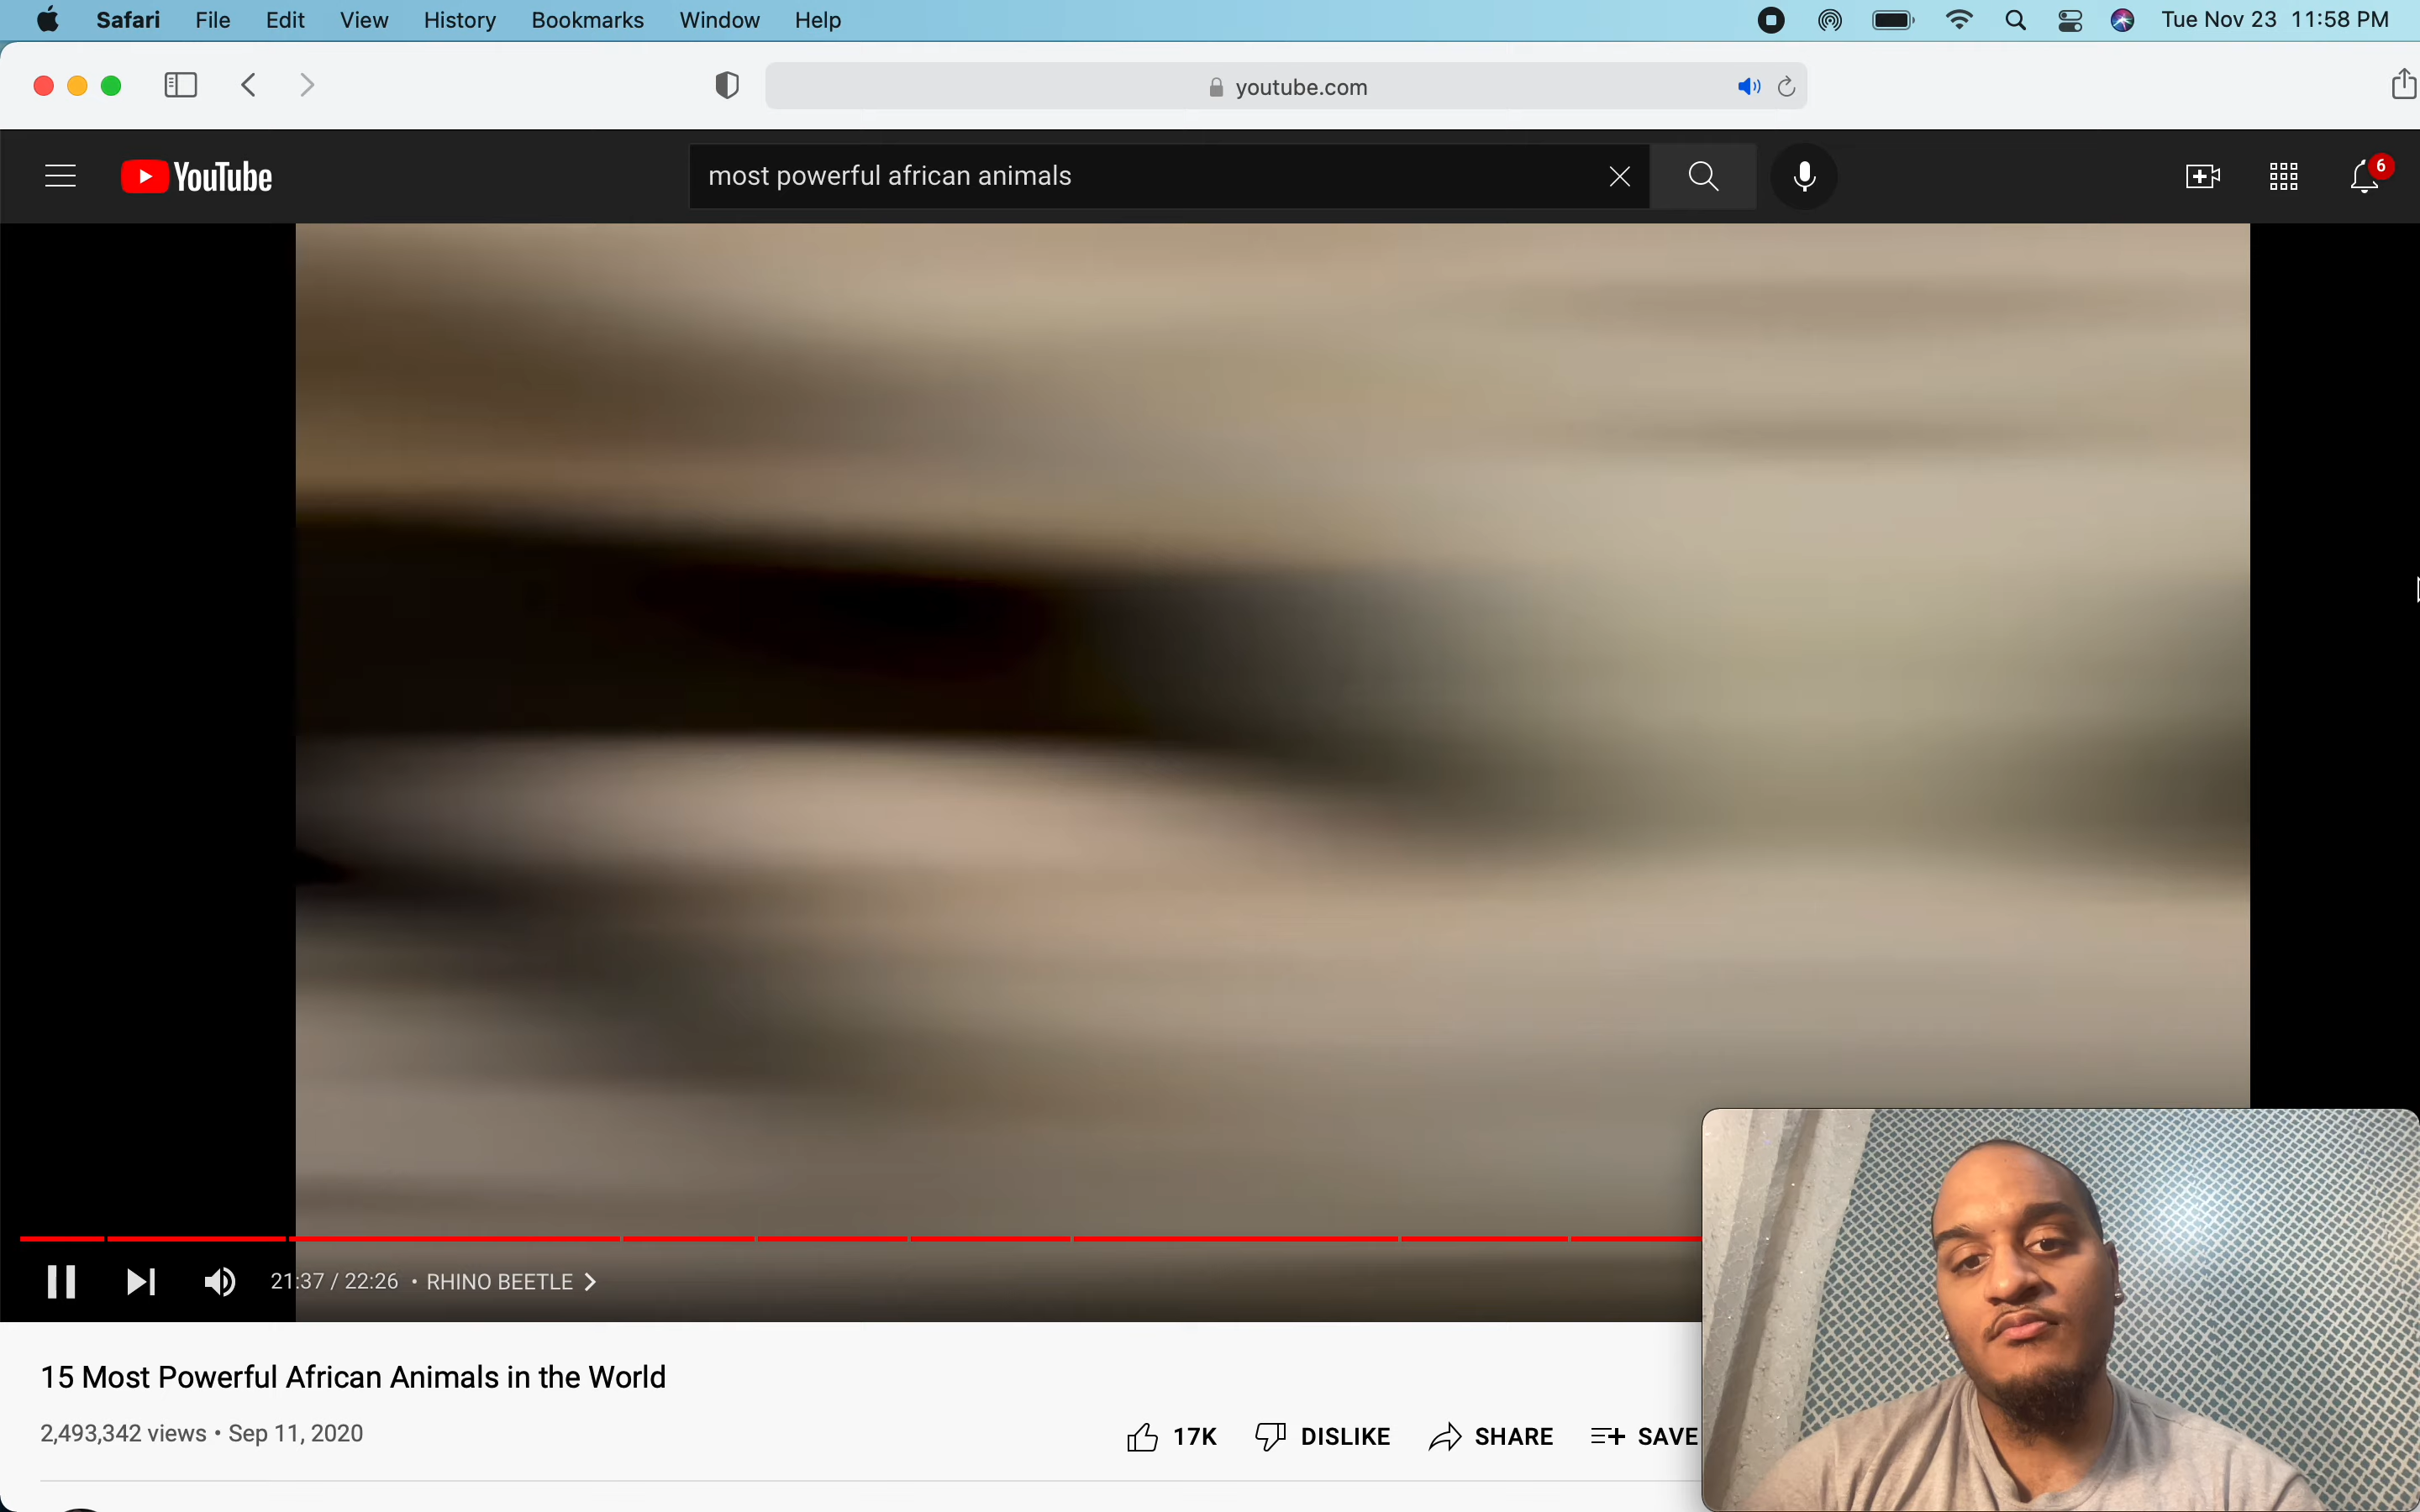 Safari File Edit View History Bookmarks Window Help Tue Nov 23 11:58 PM
youtube.com
YouTube most powerful african animals 6
21:37 / 22:26 • RHINO BEETLE
15 Most Powerful African Animals in the World
2,493,342 views • Sep 11, 2020 17K DISLIKE SHARE SAVE